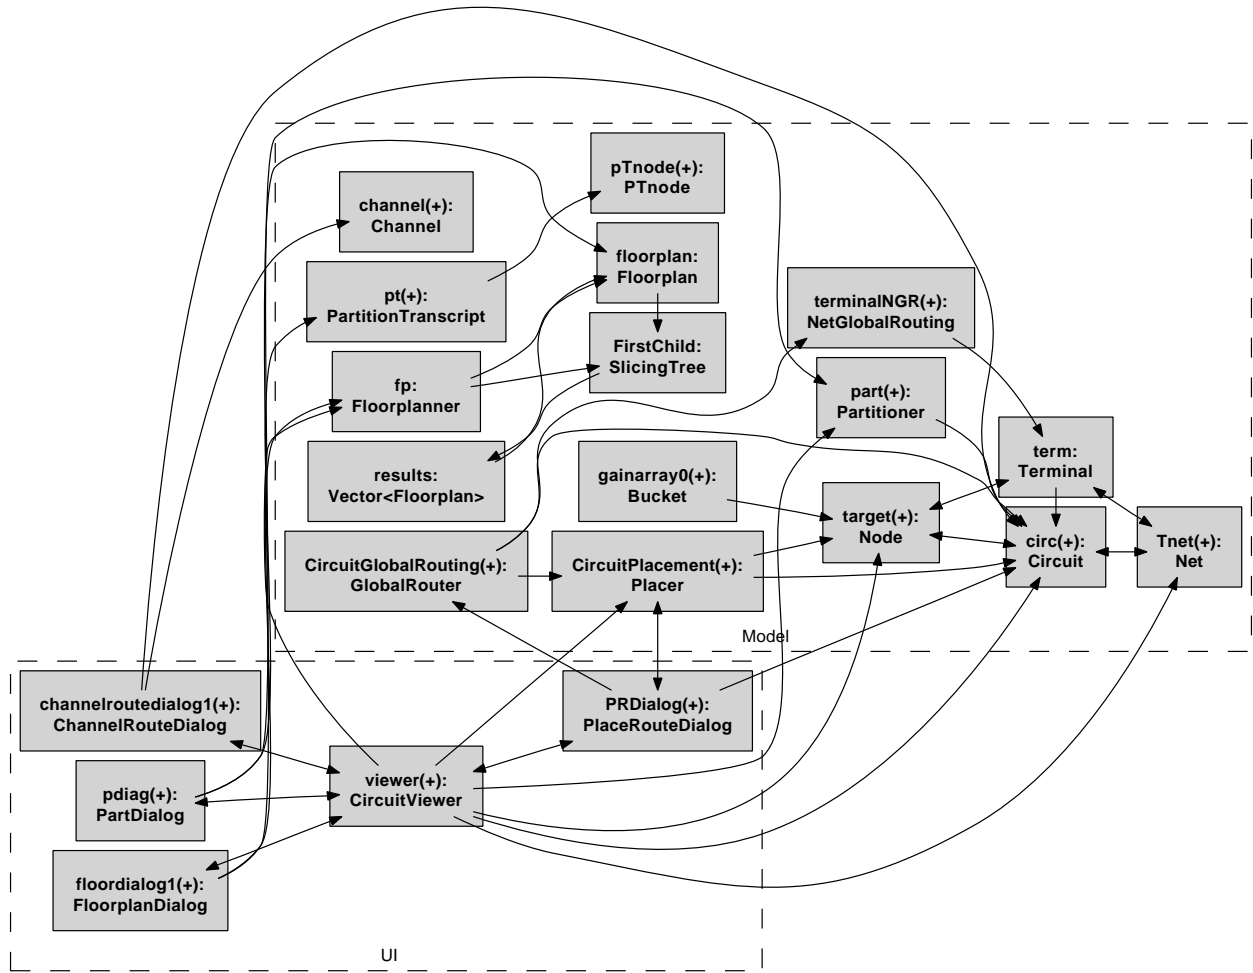 pTnode(+):
PTnode
channel(+):
Channel
floorplan:
Floorplan
pt(+):
PartitionTranscript
terminalNGR(+):
NetGlobalRouting
FirstChild:
SlicingTree
fp:
Floorplanner
part(+):
Partitioner
term:
Terminal
results:
Vector<Floorplan>
gainarray0(+):
Bucket
target(+):
Node
circ(+):
Circuit
Tnet(+):
Net
CircuitGlobalRouting(+):
GlobalRouter
CircuitPlacement(+):
Placer
Model
channelroutedialog1(+):
ChannelRouteDialog
PRDialog(+):
PlaceRouteDialog
viewer(+):
CircuitViewer
pdiag(+):
PartDialog
floordialog1(+):
FloorplanDialog
UI